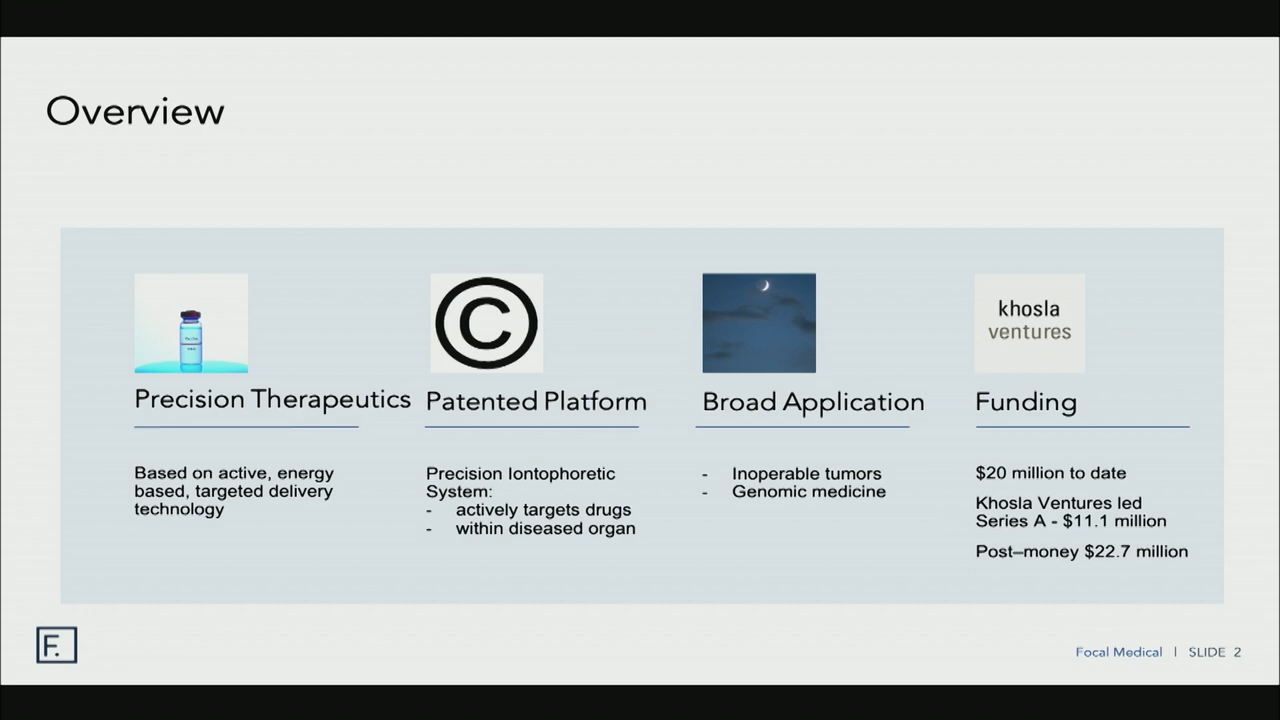 Overview
©
khosla
ventures
Precision Therapeutics
Patented Platform
Broad Application
Funding
Based on active, energy
based, targeted delivery
technology
Precision Iontophoretic
System:
- actively targets drugs
- within diseased organ
- Inoperable tumors
- Genomic medicine
$20 million to date
Khosla Ventures led
Series A - $11.1 million
Post–money $22.7 million
F.
Focal Medical | SLIDE 2